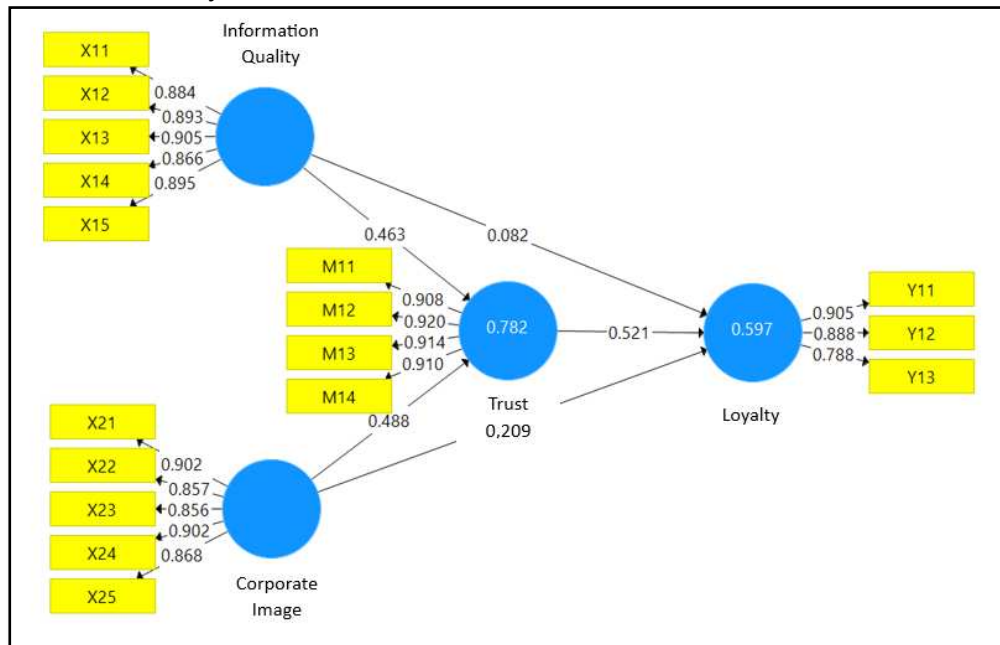 Information
Quality
X11
X12
X13
X14
X15
0.884
0.893
0.905
0.866
0.895
0.463
0.082
M11
M12
M13
M14
0.908
0.920
0.914
0.910
0.782
0.521
0.597
0.905
0.888
0.788
Y11
Y12
Y13
Trust
0,209
Loyalty
0.488
X21
X22
X23
X24
X25
0.902
0.857
0.856
0.902
0.868
Corporate
Image